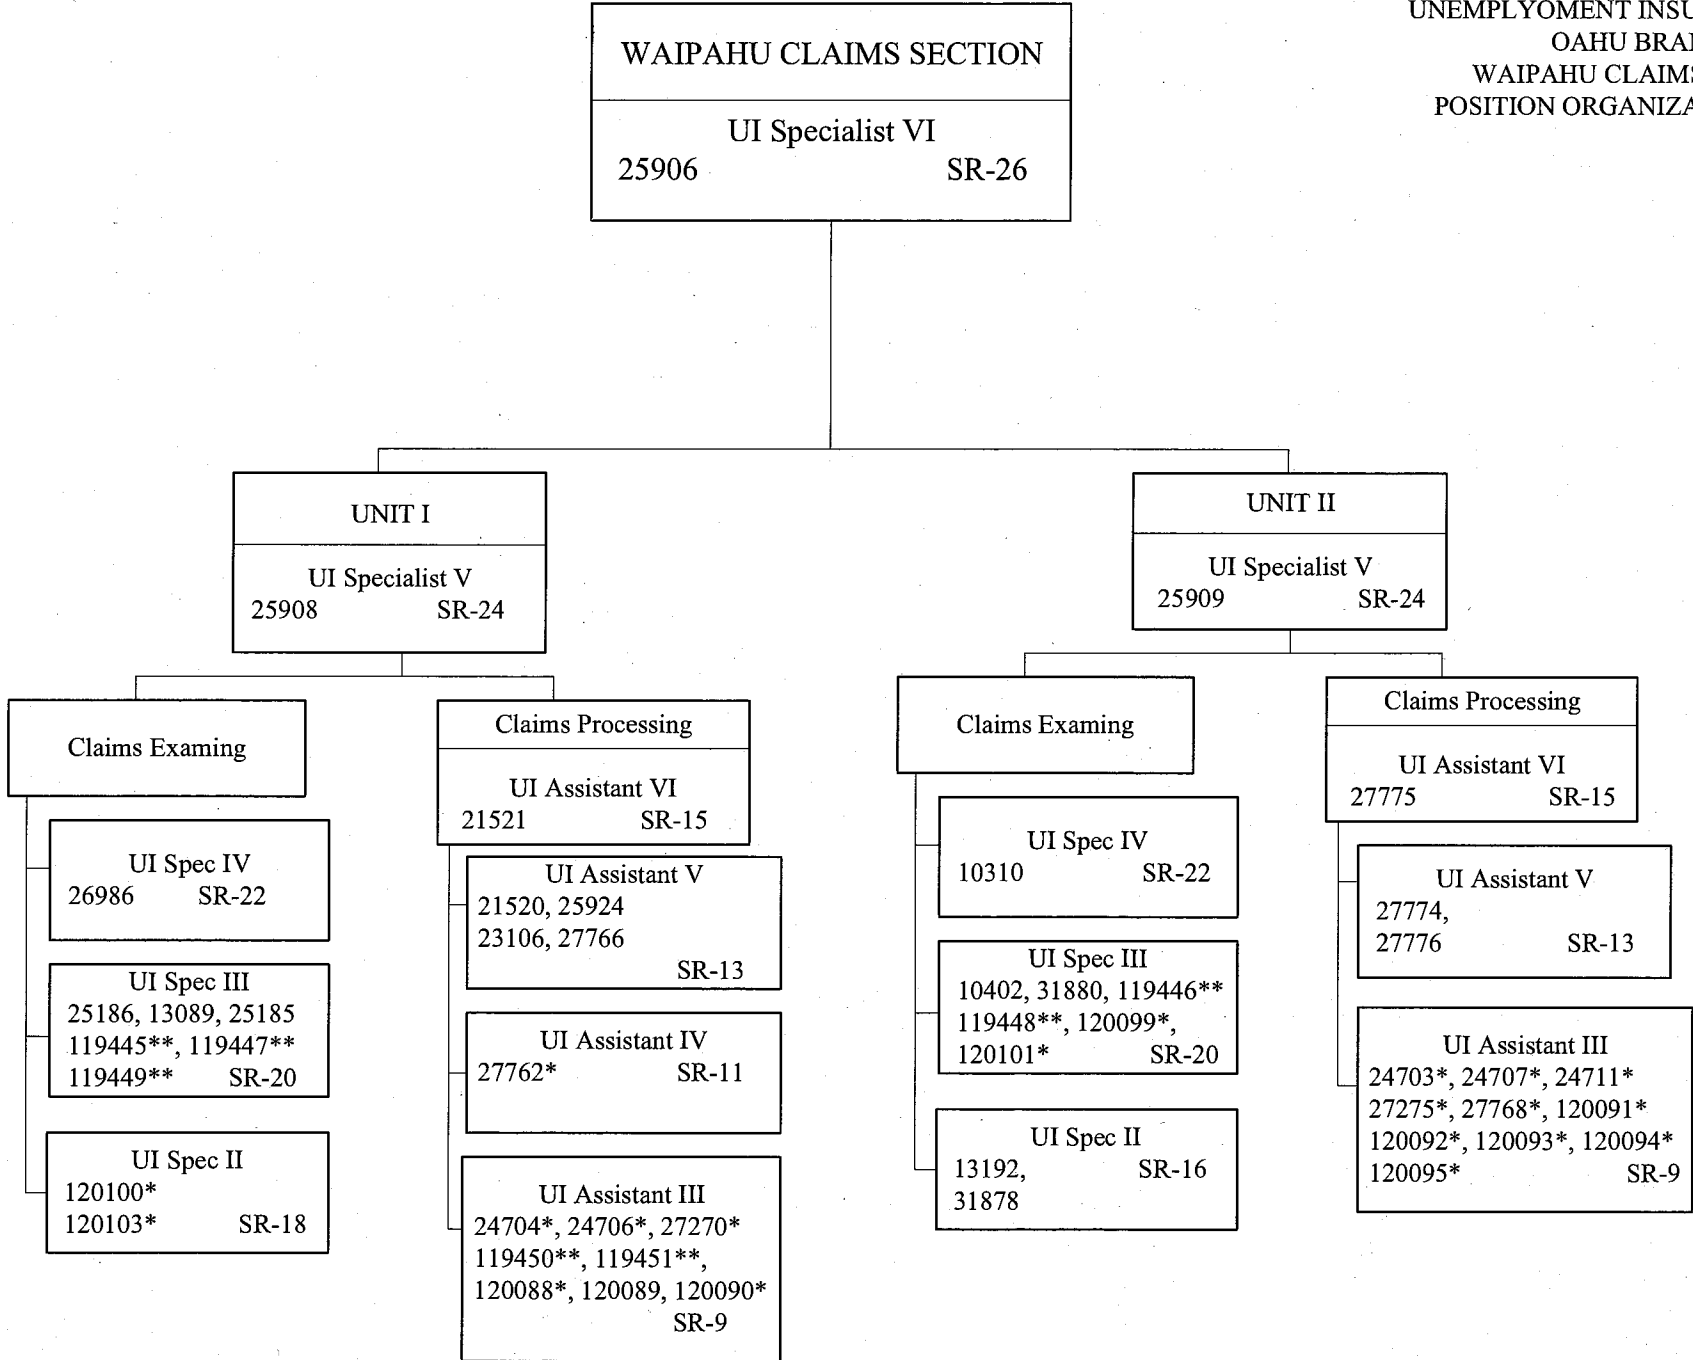 UNEMPLYOMENT INSU
OAHU BRA
WAIPAHU CLAIMS
POSITION ORGANIZA
WAIPAHU CLAIMS SECTION
UI Specialist VI
25906 SR-26
UNIT I
UI Specialist V
25908 SR-24
Claims Examing
UI Spec IV
26986 SR-22
UI Spec III
25186, 13089, 25185
119445**, 119447**
119449** SR-20
UI Spec II
120100*
120103* SR-18
Claims Processing
UI Assistant VI
21521 SR-15
UI Assistant V
21520, 25924
23106, 27766
SR-13
UI Assistant IV
27762* SR-11
UI Assistant III
24704*, 24706*, 27270*
119450**, 119451**,
120088*, 120089, 120090*
SR-9
UNIT II
UI Specialist V
25909 SR-24
Claims Examing
UI Spec IV
10310 SR-22
UI Spec III
10402, 31880, 119446**
119448**, 120099*,
120101* SR-20
UI Spec II
13192, SR-16
31878
Claims Processing
UI Assistant VI
27775 SR-15
UI Assistant V
27774,
27776 SR-13
UI Assistant III
24703*, 24707*, 24711*
27275*, 27768*, 120091*
120092*, 120093*, 120094*
120095* SR-9